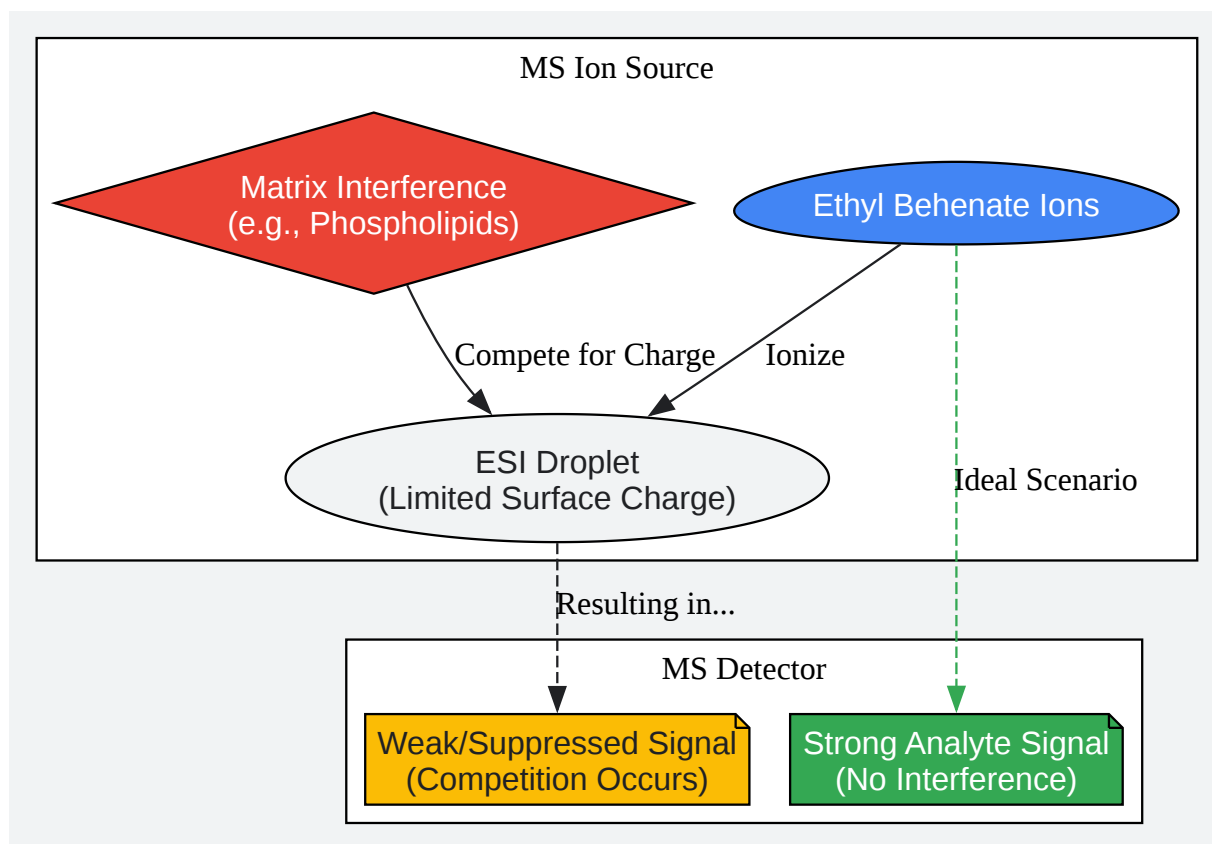 MS Ion Source
Matrix Interference
(e.g., Phospholipids)
Ethyl Behenate Ions
Compete for Charge
Ionize
ESI Droplet
(Limited Surface Charge)
Ideal Scenario
Resulting in...
MS Detector
Weak/Suppressed Signal
(Competition Occurs)
Strong Analyte Signal
(No Interference)